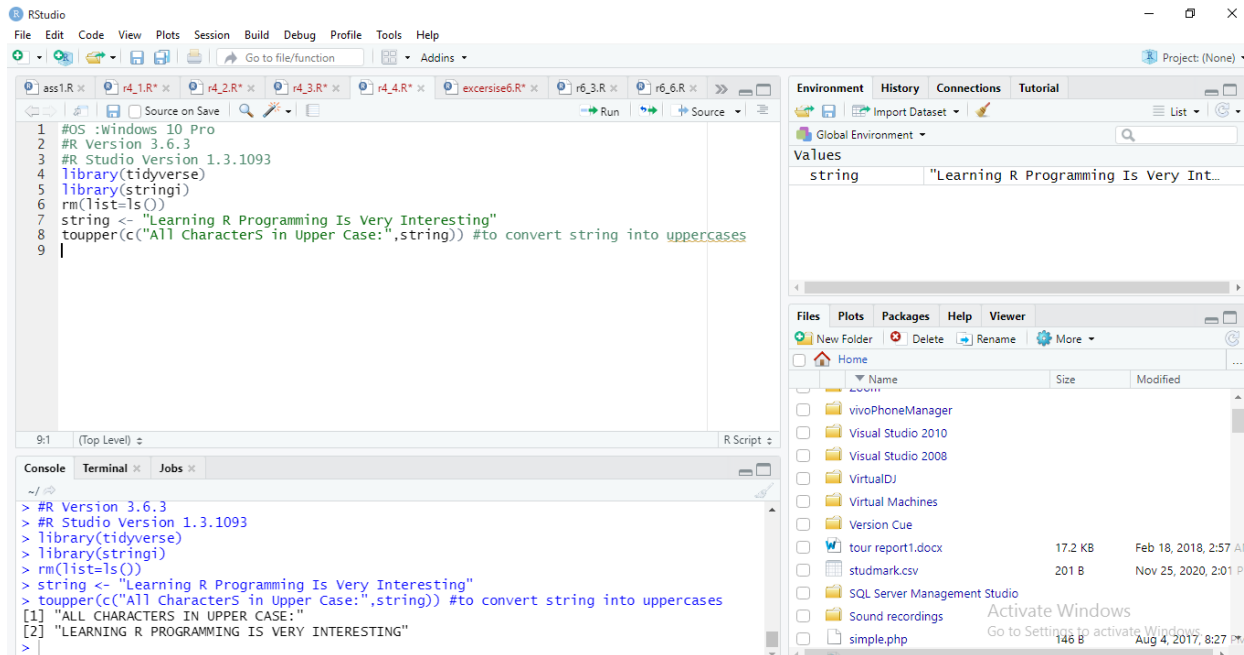 RStudio
File Edit Code View Plots Session Build Debug Profile Tools Help
Go to file/function Addins Project: (None)
ass1.R r4_1.R* r4_2.R* r4_3.R* r4_4.R* excersise6.R* r6_3.R r6_6.R
Source on Save Run Source
1 #OS :Windows 10 Pro
2 #R Version 3.6.3
3 #R Studio Version 1.3.1093
4 library(tidyverse)
5 library(stringi)
6 rm(list=ls())
7 string <- "Learning R Programming Is Very Interesting"
8 toupper(c("All CharacterS in Upper Case:",string)) #to convert string into uppercases
9
9:1 (Top Level) R Script
Console Terminal Jobs
~/
> #R Version 3.6.3
> #R Studio Version 1.3.1093
> library(tidyverse)
> library(stringi)
> rm(list=ls())
> string <- "Learning R Programming Is Very Interesting"
> toupper(c("All CharacterS in Upper Case:",string)) #to convert string into uppercases
[1] "ALL CHARACTERS IN UPPER CASE:"
[2] "LEARNING R PROGRAMMING IS VERY INTERESTING"
>
Environment History Connections Tutorial
Import Dataset List
Global Environment
Values
string "Learning R Programming Is Very Int…
Files Plots Packages Help Viewer
New Folder Delete Rename More
Home ...
Name Size Modified
Zoom
vivoPhoneManager
Visual Studio 2010
Visual Studio 2008
VirtualDJ
Virtual Machines
Version Cue
tour report1.docx 17.2 KB Feb 18, 2018, 2:57 A
studmark.csv 201 B Nov 25, 2020, 2:01 P
SQL Server Management Studio
Sound recordings
simple.php 146 B Aug 4, 2017, 8:27 PM
Activate Windows
Go to Settings to activate Windows.